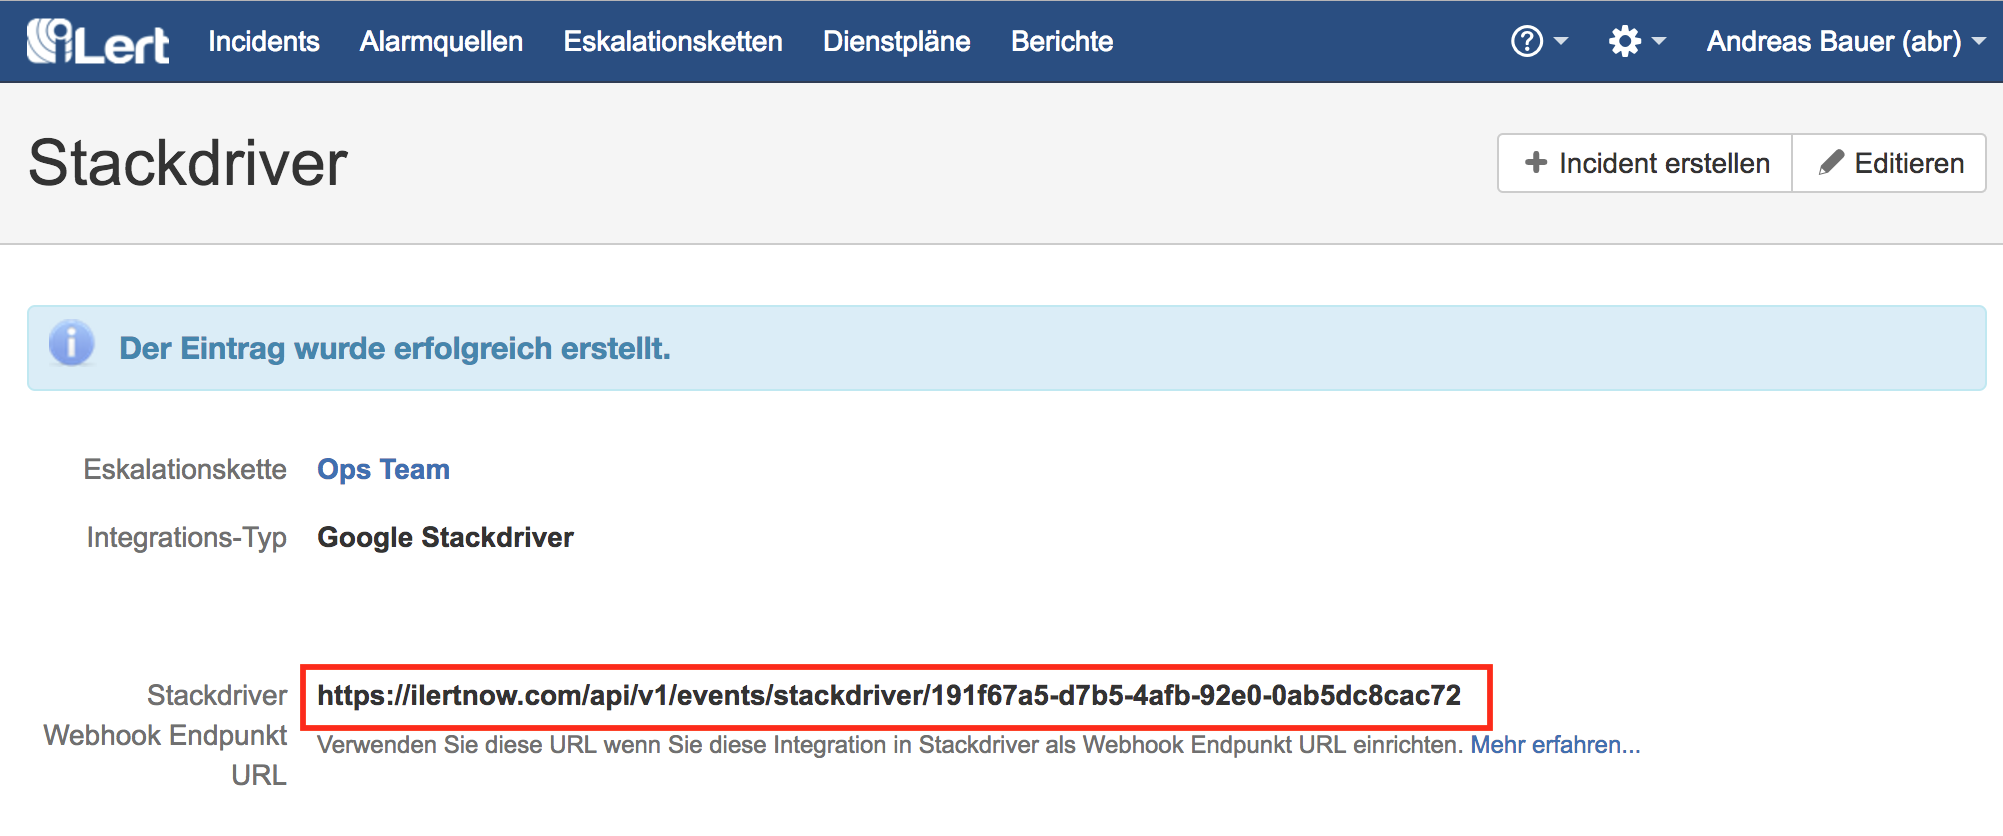 iLert Incidents Alarmquellen Eskalationsketten Dienstpläne Berichte ? Andreas Bauer (abr)
Stackdriver
+ Incident erstellen Editieren
i Der Eintrag wurde erfolgreich erstellt.
Eskalationskette Ops Team
Integrations-Typ Google Stackdriver
Stackdriver
Webhook Endpunkt
URL
https://ilertnow.com/api/v1/events/stackdriver/191f67a5-d7b5-4afb-92e0-0ab5dc8cac72
Verwenden Sie diese URL wenn Sie diese Integration in Stackdriver als Webhook Endpunkt URL einrichten. Mehr erfahren...